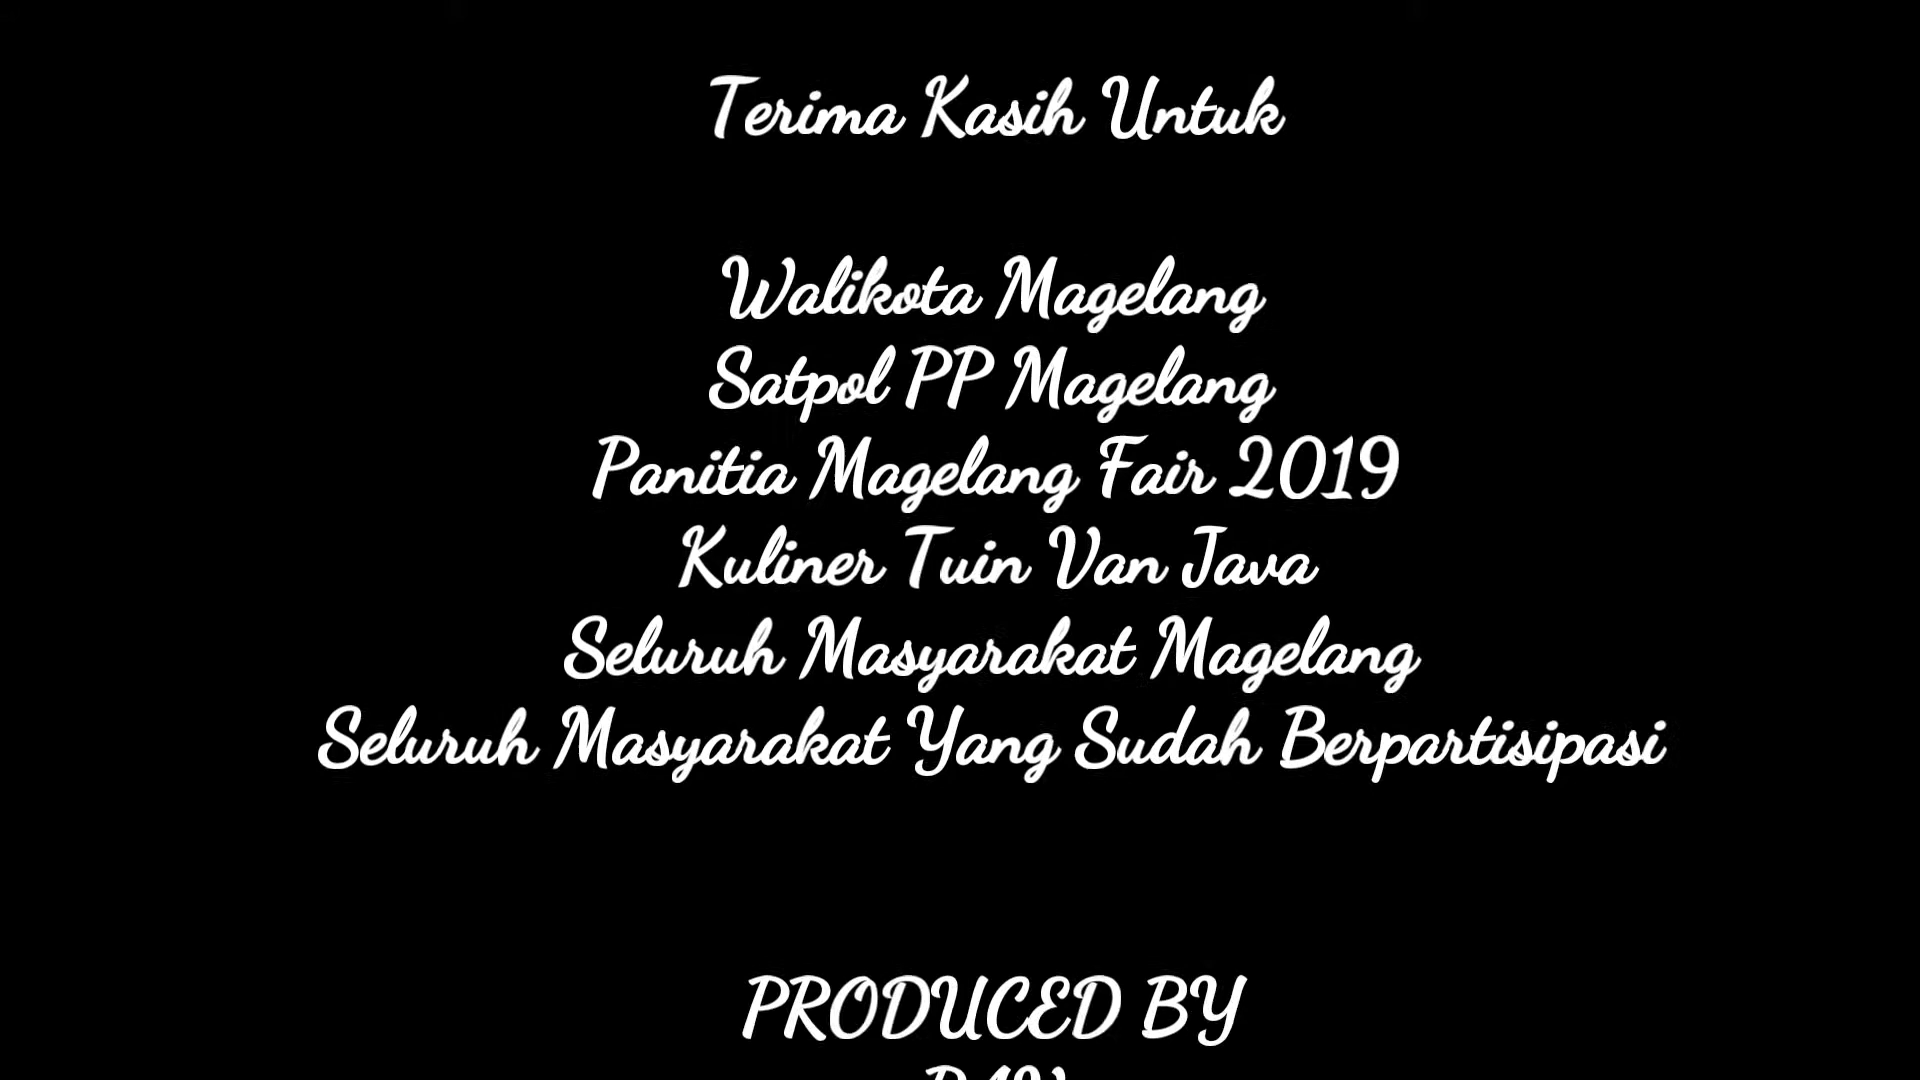 Terima Kasih Untuk
Walikota Magelang
Satpol PP Magelang
Panitia Magelang Fair 2019
Kuliner Tuin Van Java
Seluruh Masyarakat Magelang
Seluruh Masyarakat Yang Sudah Berpartisipasi
PRODUCED BY